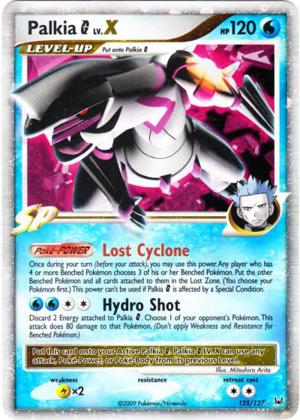 Palkia G LV.X HP 120
LEVEL-UP Put onto Palkia G
SP
Poké-POWER Lost Cyclone
Once during your turn (before your attack), you may use this power. Any player who has
4 or more Benched Pokémon chooses 3 of his or her Benched Pokémon. Put the other
Benched Pokémon and all cards attached to them in the Lost Zone. (You choose your
Pokémon first.) This power can't be used if Palkia G is affected by a Special Condition.
Hydro Shot
Discard 2 Energy attached to Palkia G. Choose 1 of your opponent's Pokémon. This
attack does 80 damage to that Pokémon. (Don't apply Weakness and Resistance for
Benched Pokémon.)
Put this card onto your Active Palkia G. Palkia G LV. X can use any
attack, Poké-Power, or Poké-Body from its previous Level.
Illus. Mitsuhiro Arita
weakness resistance retreat cost
×2
©2009 Pokémon/Nintendo 125/127